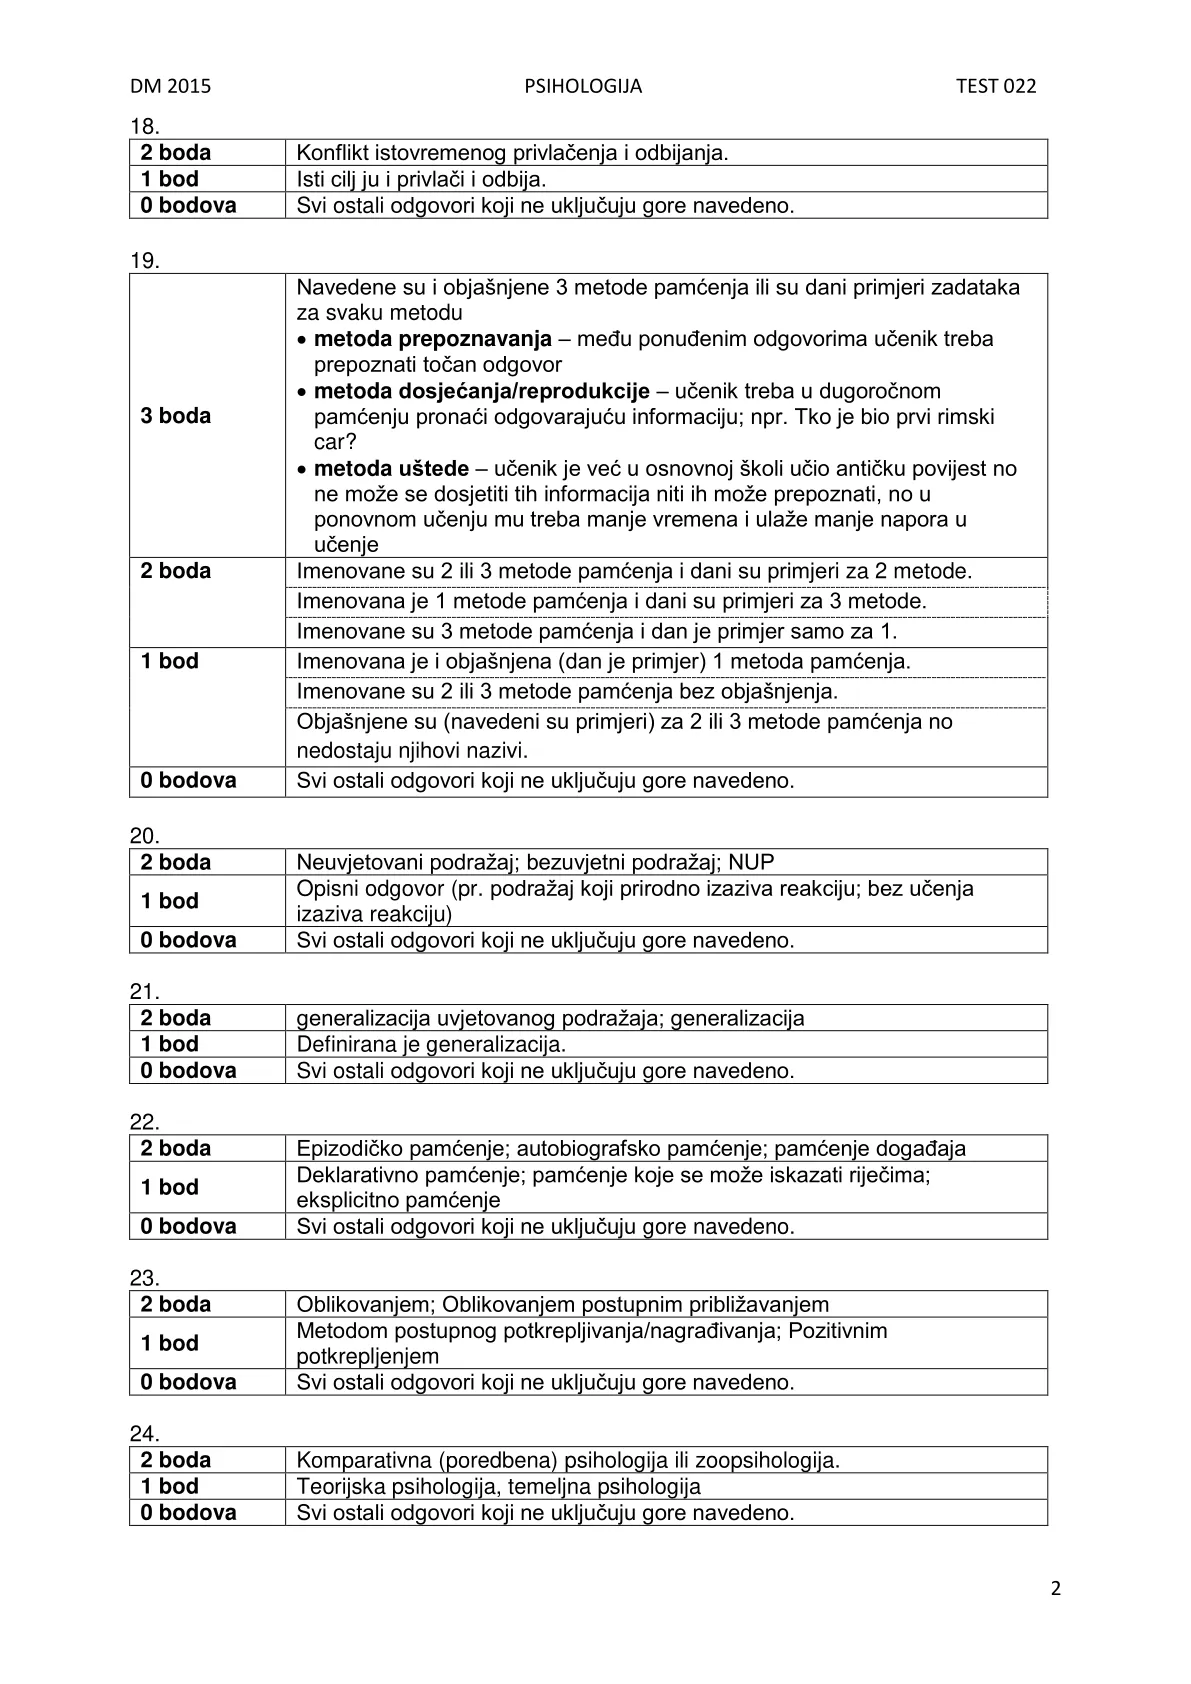 DM 2015 PSIHOLOGIJA TEST 022
18.
2 boda Konflikt istovremenog privlačenja i odbijanja.
1 bod Isti cilj ju i privlači i odbija.
0 bodova Svi ostali odgovori koji ne uključuju gore navedeno.
19.
3 boda
Navedene su i objašnjene 3 metode pamćenja ili su dani primjeri zadataka
za svaku metodu
• metoda prepoznavanja – među ponuđenim odgovorima učenik treba
prepoznati točan odgovor
• metoda dosjećanja/reprodukcije – učenik treba u dugoročnom
pamćenju pronaći odgovarajuću informaciju; npr. Tko je bio prvi rimski
car?
• metoda uštede – učenik je već u osnovnoj školi učio antičku povijest no
ne može se dosjetiti tih informacija niti ih može prepoznati, no u
ponovnom učenju mu treba manje vremena i ulaže manje napora u
učenje
2 boda Imenovane su 2 ili 3 metode pamćenja i dani su primjeri za 2 metode.
Imenovana je 1 metode pamćenja i dani su primjeri za 3 metode.
Imenovane su 3 metode pamćenja i dan je primjer samo za 1.
1 bod Imenovana je i objašnjena (dan je primjer) 1 metoda pamćenja.
Imenovane su 2 ili 3 metode pamćenja bez objašnjenja.
Objašnjene su (navedeni su primjeri) za 2 ili 3 metode pamćenja no
nedostaju njihovi nazivi.
0 bodova Svi ostali odgovori koji ne uključuju gore navedeno.
20.
2 boda Neuvjetovani podražaj; bezuvjetni podražaj; NUP
1 bod
Opisni odgovor (pr. podražaj koji prirodno izaziva reakciju; bez učenja
izaziva reakciju)
0 bodova Svi ostali odgovori koji ne uključuju gore navedeno.
21.
2 boda generalizacija uvjetovanog podražaja; generalizacija
1 bod Definirana je generalizacija.
0 bodova Svi ostali odgovori koji ne uključuju gore navedeno.
22.
2 boda Epizodičko pamćenje; autobiografsko pamćenje; pamćenje događaja
1 bod
Deklarativno pamćenje; pamćenje koje se može iskazati riječima;
eksplicitno pamćenje
0 bodova Svi ostali odgovori koji ne uključuju gore navedeno.
23.
2 boda Oblikovanjem; Oblikovanjem postupnim približavanjem
1 bod
Metodom postupnog potkrepljivanja/nagrađivanja; Pozitivnim
potkrepljenjem
0 bodova Svi ostali odgovori koji ne uključuju gore navedeno.
24.
2 boda Komparativna (poredbena) psihologija ili zoopsihologija.
1 bod Teorijska psihologija, temeljna psihologija
0 bodova Svi ostali odgovori koji ne uključuju gore navedeno.
2